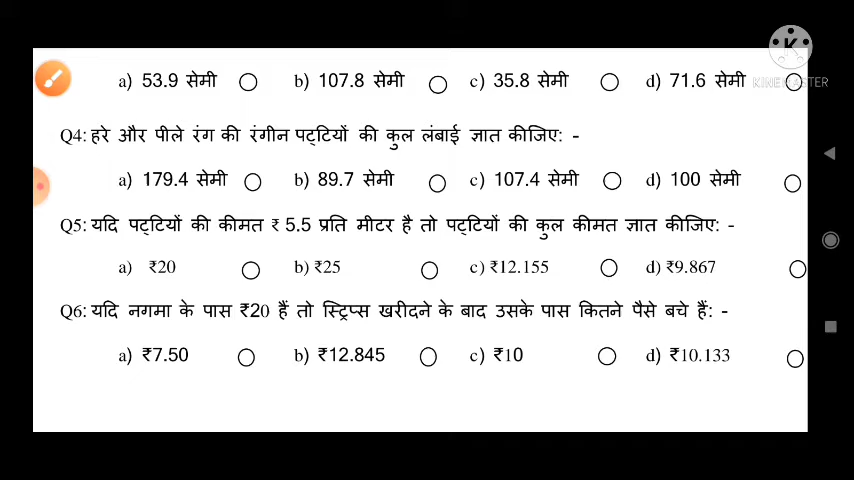 a) 53.9 सेमी b) 107.8 सेमी c) 35.8 सेमी d) 71.6 सेमी
KINEMASTER
Q4: हरे और पीले रंग की रंगीन पट्टियों की कुल लंबाई ज्ञात कीजिए: -
a) 179.4 सेमी b) 89.7 सेमी c) 107.4 सेमी d) 100 सेमी
Q5: यदि पट्टियों की कीमत ₹ 5.5 प्रति मीटर है तो पट्टियों की कुल कीमत ज्ञात कीजिए: -
a) ₹20 b) ₹25 c) ₹12.155 d) ₹9.867
Q6: यदि नगमा के पास ₹20 हैं तो स्ट्रिप्स खरीदने के बाद उसके पास कितने पैसे बचे हैं: -
a) ₹7.50 b) ₹12.845 c) ₹10 d) ₹10.133